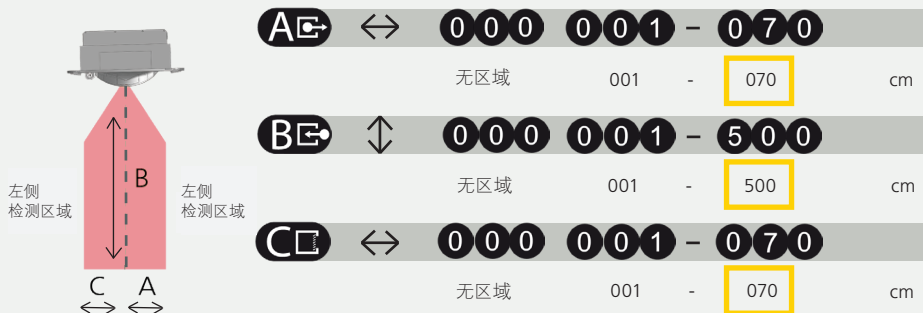 A ↔ 000 001 - 070
无区域 001 - 070 cm
B ↕ 000 001 - 500
无区域 001 - 500 cm
C ↔ 000 001 - 070
无区域 001 - 070 cm
B
左侧
检测区域
左侧
检测区域
C A